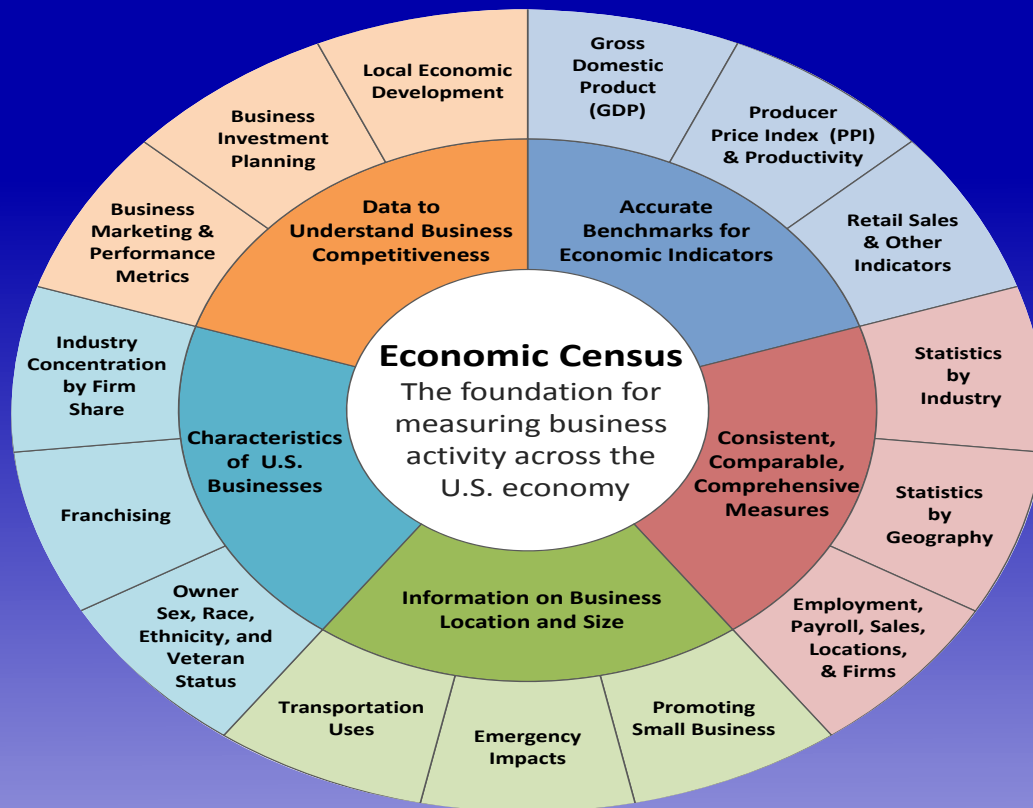 Economic Census
The foundation for
measuring business
activity across the
U.S. economy
Accurate
Benchmarks for
Economic Indicators
Gross
Domestic
Product
(GDP)
Producer
Price Index (PPI)
& Productivity
Retail Sales
& Other
Indicators
Consistent,
Comparable,
Comprehensive
Measures
Statistics
by
Industry
Statistics
by
Geography
Employment,
Payroll, Sales,
Locations,
& Firms
Information on Business
Location and Size
Promoting
Small Business
Emergency
Impacts
Transportation
Uses
Characteristics
of U.S.
Businesses
Owner
Sex, Race,
Ethnicity, and
Veteran
Status
Franchising
Industry
Concentration
by Firm
Share
Data to
Understand Business
Competitiveness
Business
Marketing &
Performance
Metrics
Business
Investment
Planning
Local Economic
Development